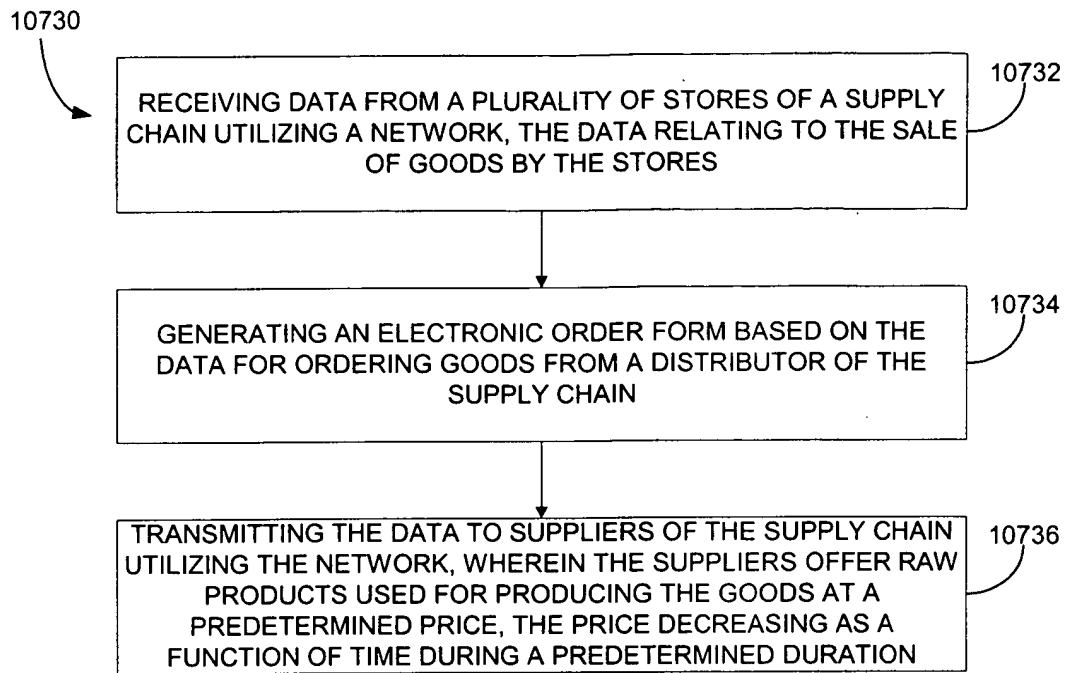 10730
10732
RECEIVING DATA FROM A PLURALITY OF STORES OF A SUPPLY
CHAIN UTILIZING A NETWORK, THE DATA RELATING TO THE SALE
OF GOODS BY THE STORES
10734
GENERATING AN ELECTRONIC ORDER FORM BASED ON THE
DATA FOR ORDERING GOODS FROM A DISTRIBUTOR OF THE
SUPPLY CHAIN
10736
TRANSMITTING THE DATA TO SUPPLIERS OF THE SUPPLY CHAIN
UTILIZING THE NETWORK, WHEREIN THE SUPPLIERS OFFER RAW
PRODUCTS USED FOR PRODUCING THE GOODS AT A
PREDETERMINED PRICE, THE PRICE DECREASING AS A
FUNCTION OF TIME DURING A PREDETERMINED DURATION